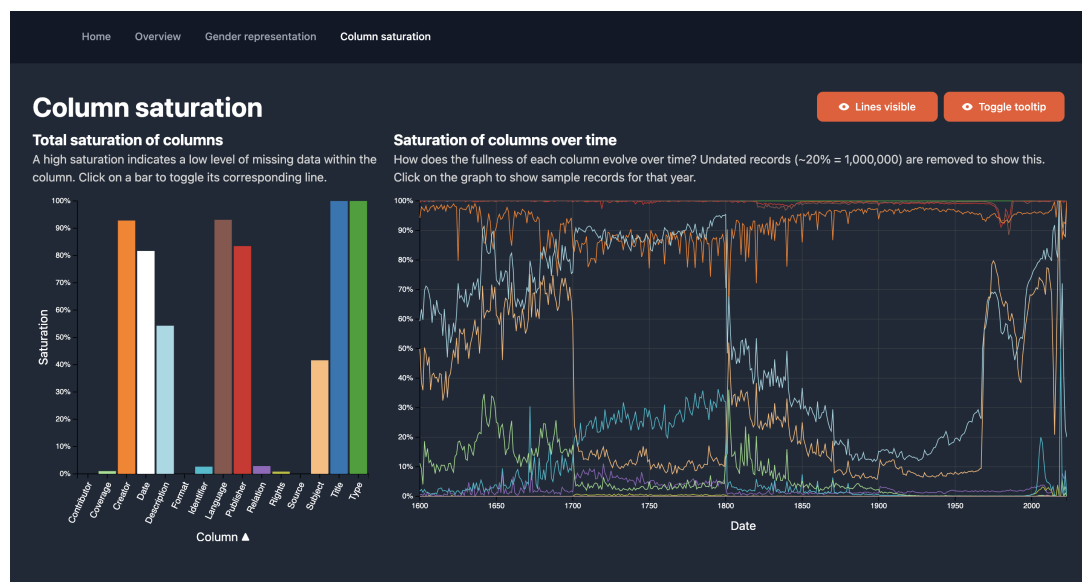 Home Overview Gender representation Column saturation
Column saturation
Lines visible
Toggle tooltip
Total saturation of columns
A high saturation indicates a low level of missing data within the
column. Click on a bar to toggle its corresponding line.
Saturation of columns over time
How does the fullness of each column evolve over time? Undated records (~20% = 1,000,000) are removed to show this.
Click on the graph to show sample records for that year.
100%
90%
80%
70%
60%
50%
40%
30%
20%
10%
0%
Saturation
Contributor
Coverage
Creator
Date
Description
Format
Identifier
Language
Publisher
Relation
Rights
Source
Subject
Title
Type
Column ▲
100%
90%
80%
70%
60%
50%
40%
30%
20%
10%
0%
1600 1650 1700 1750 1800 1850 1900 1950 2000
Date